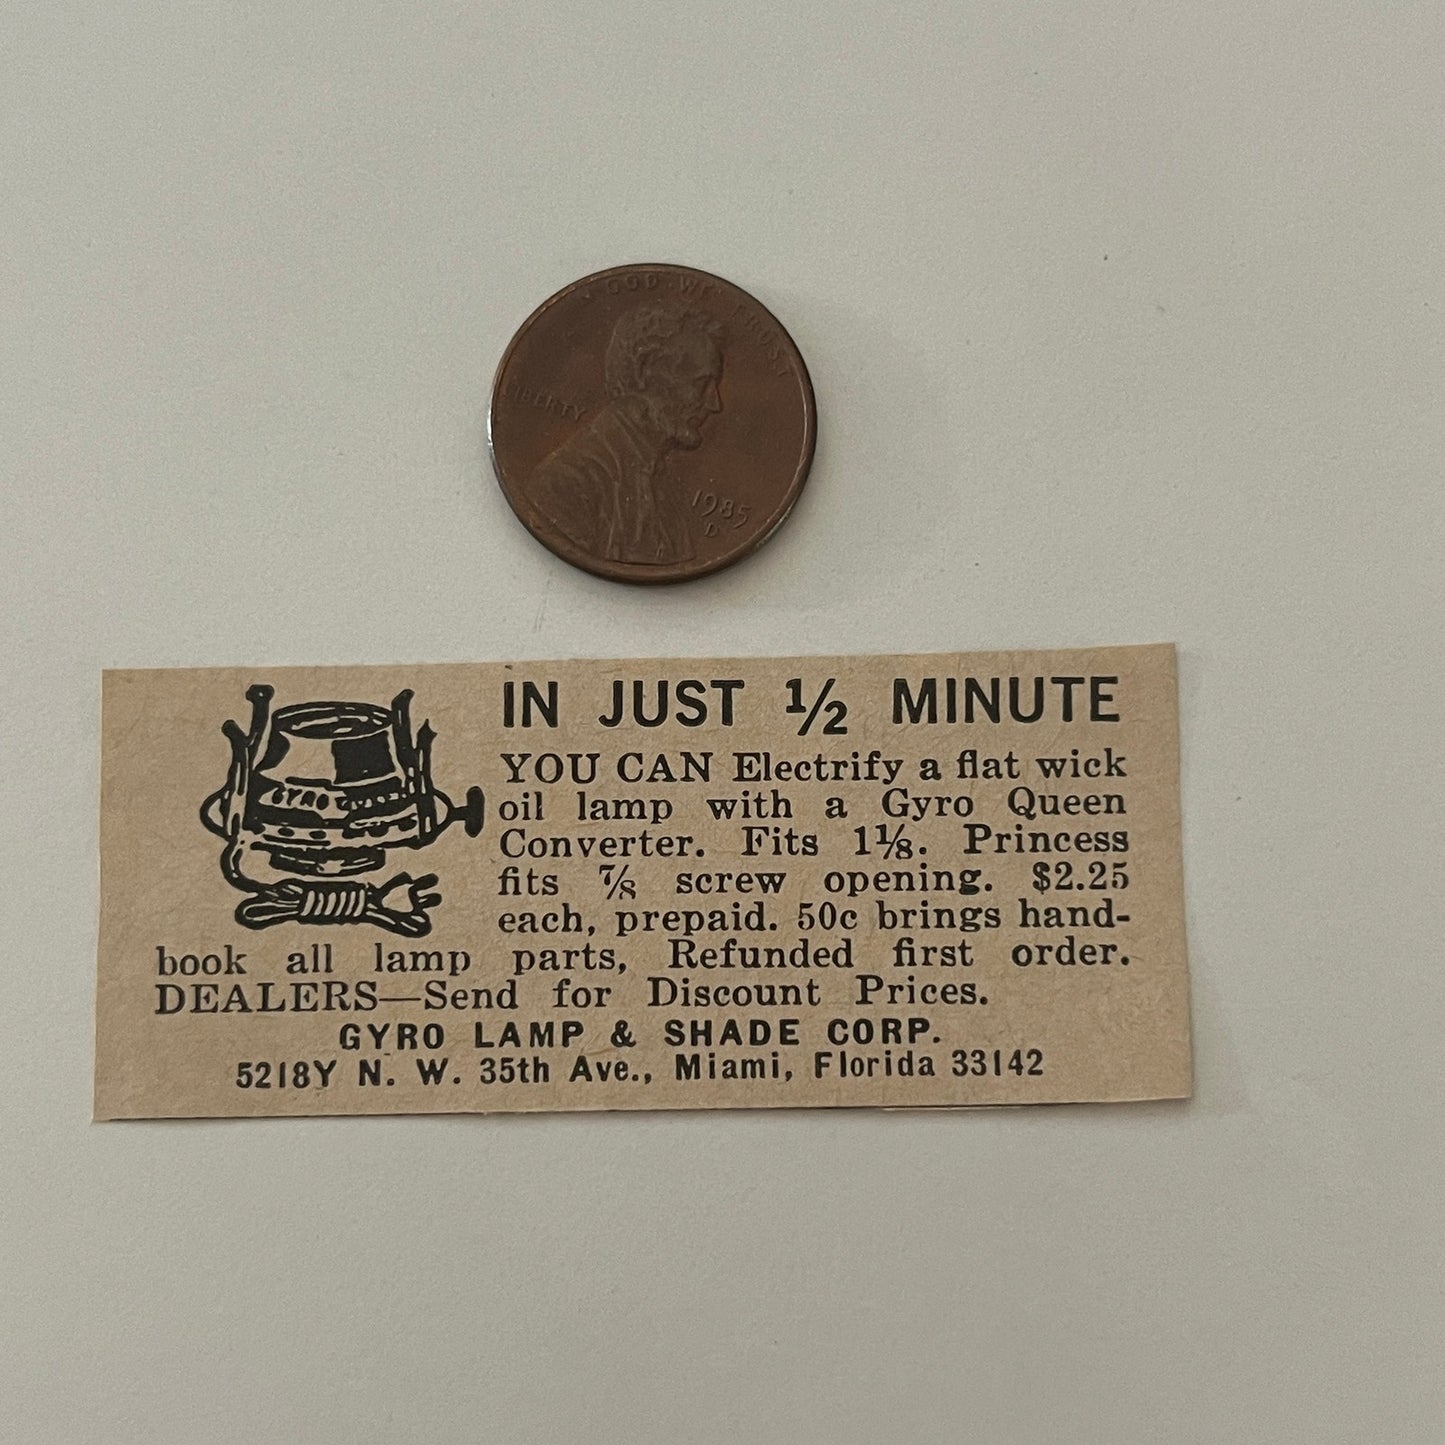 GOD WE TRUST
LIBERTY
1985
D
IN JUST ½ MINUTE
YOU CAN Electrify a flat wick
oil lamp with a Gyro Queen
Converter. Fits 1⅛. Princess
fits ⅞ screw opening. $2.25
each, prepaid. 50c brings hand-
book all lamp parts, Refunded first order.
DEALERS—Send for Discount Prices.
GYRO LAMP & SHADE CORP.
5218Y N. W. 35th Ave., Miami, Florida 33142
GYRO